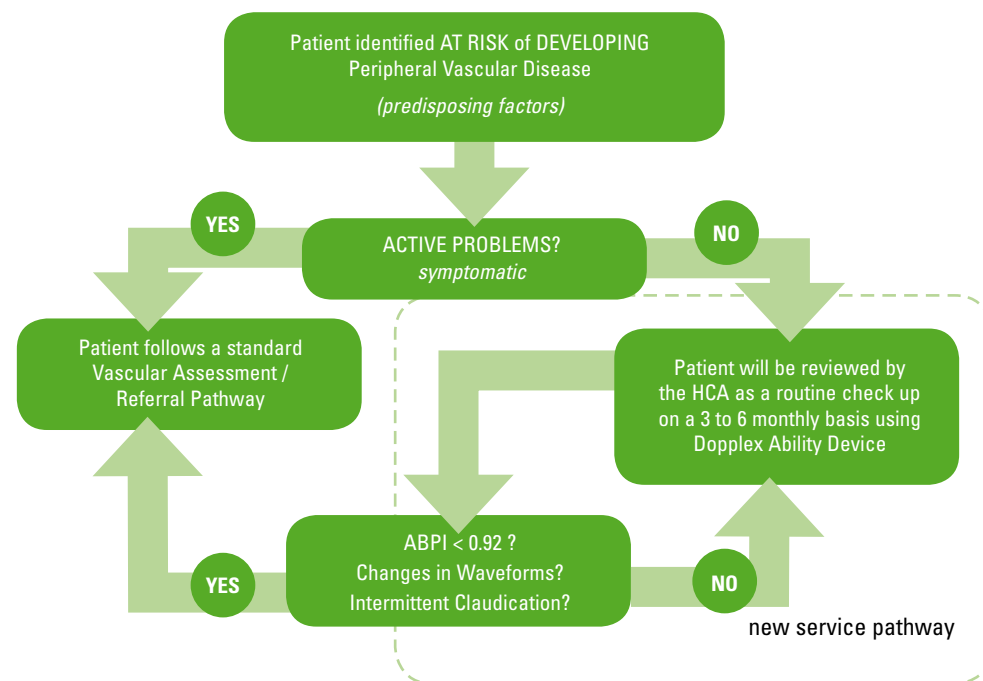 Patient identified AT RISK of DEVELOPING
Peripheral Vascular Disease
(predisposing factors)
YES
NO
ACTIVE PROBLEMS?
symptomatic
Patient follows a standard
Vascular Assessment /
Referral Pathway
Patient will be reviewed by
the HCA as a routine check up
on a 3 to 6 monthly basis using
Dopplex Ability Device
ABPI < 0.92 ?
Changes in Waveforms?
Intermittent Claudication?
YES
NO
new service pathway